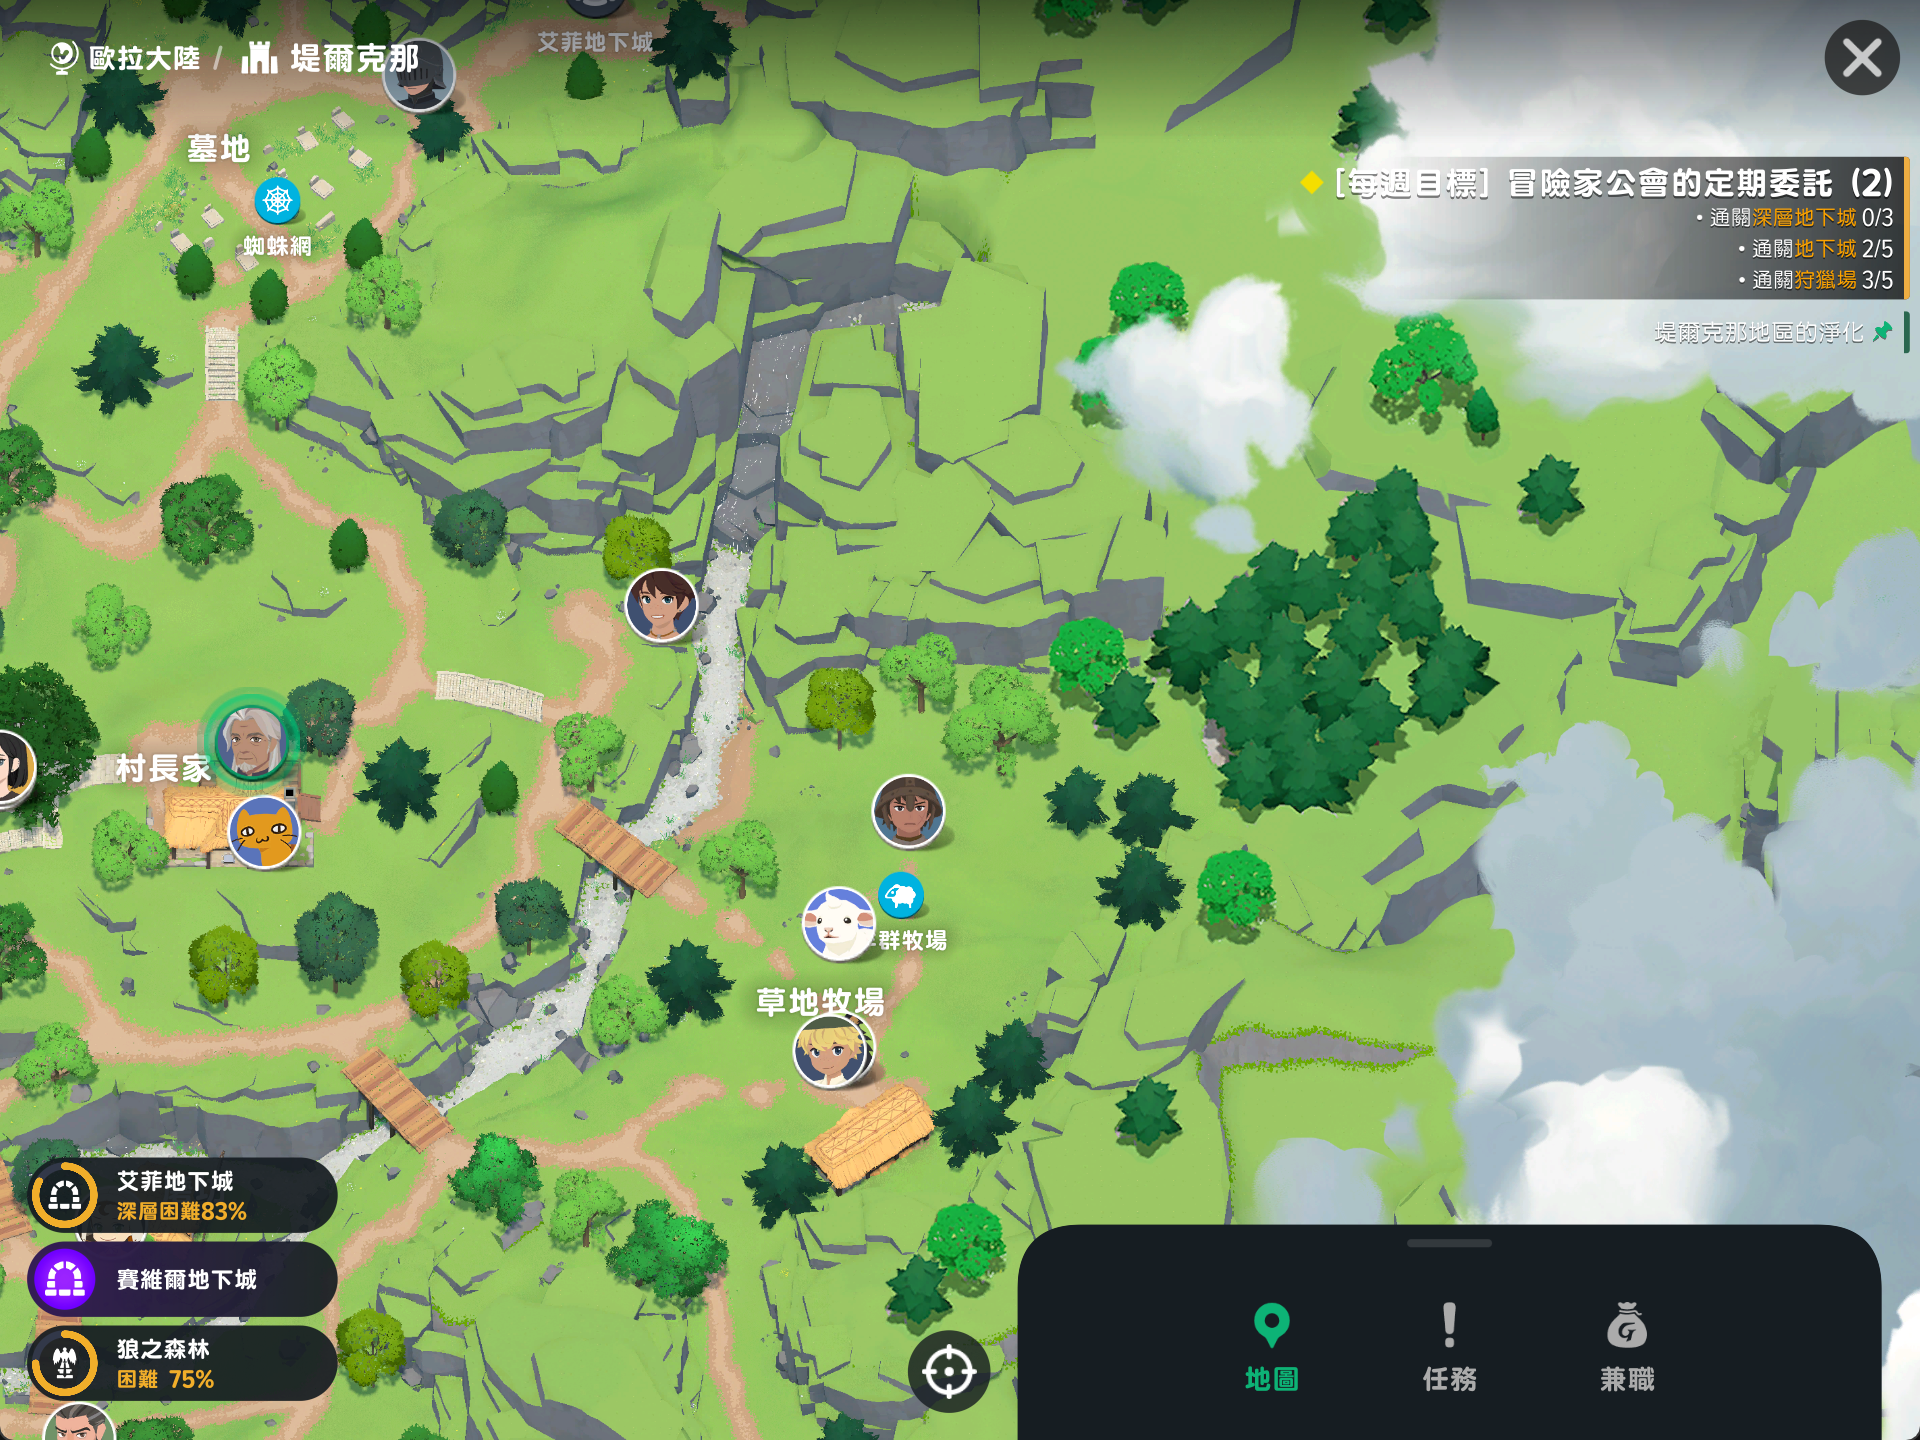 歐拉大陸 / 堤爾克那
艾菲地下城
墓地
蜘蛛網
[每週目標] 冒險家公會的定期委託 (2)
• 通關深層地下城 0/3
• 通關地下城 2/5
• 通關狩獵場 3/5
堤爾克那地區的淨化
村長家
群牧場
草地牧場
艾菲地下城
深層困難83%
賽維爾地下城
狼之森林
困難 75%
地圖
任務
兼職